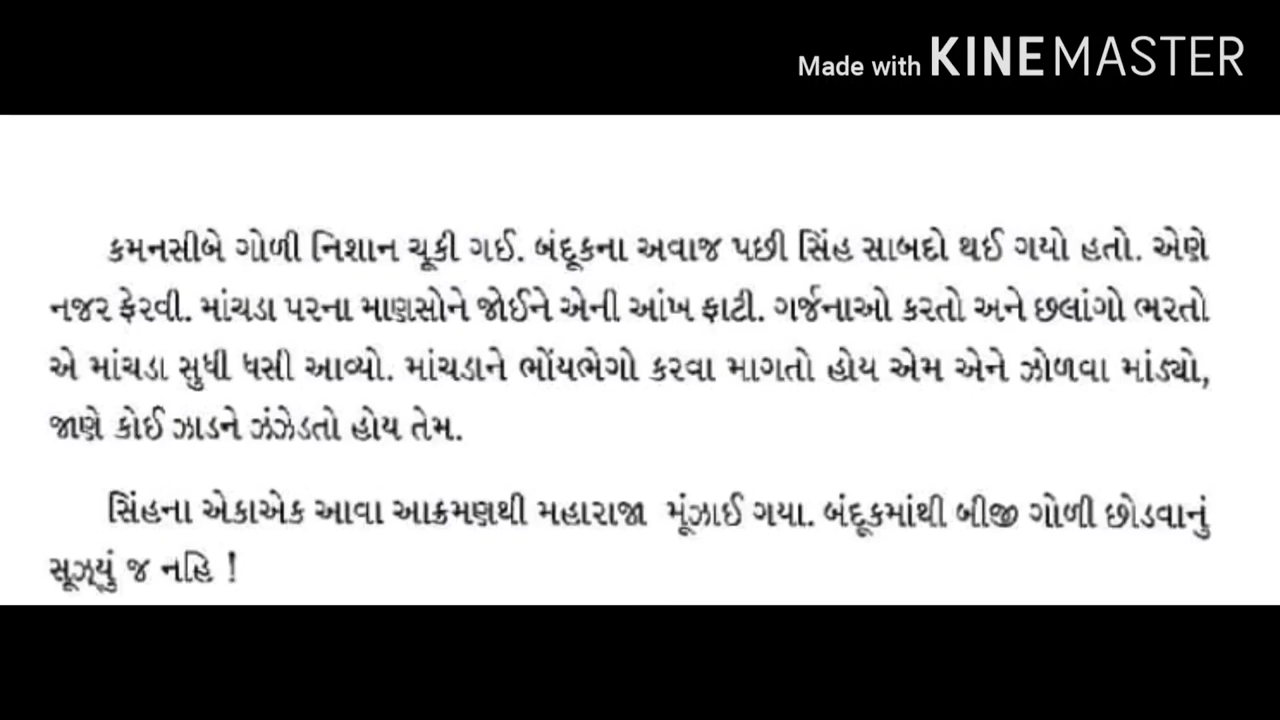 Made with KINEMASTER
કમનસીબે ગોળી નિશાન ચૂકી ગઈ. બંદૂકના અવાજ પછી સિંહ સાબદો થઈ ગયો હતો. એણે
નજર ફેરવી. માંચડા પરના માણસોને જોઈને એની આંખ ફાટી. ગર્જનાઓ કરતો અને છલાંગો ભરતો
એ માંચડા સુધી ધસી આવ્યો. માંચડાને ભોંયભેગો કરવા માગતો હોય એમ એને ઝોળવા માંડ્યો,
જાણે કોઈ ઝાડને ઝંઝેડતો હોય તેમ.
સિંહના એકાએક આવા આક્રમણથી મહારાજા મૂંઝાઈ ગયા. બંદૂકમાંથી બીજી ગોળી છોડવાનું
સૂઝ્યું જ નહિ !